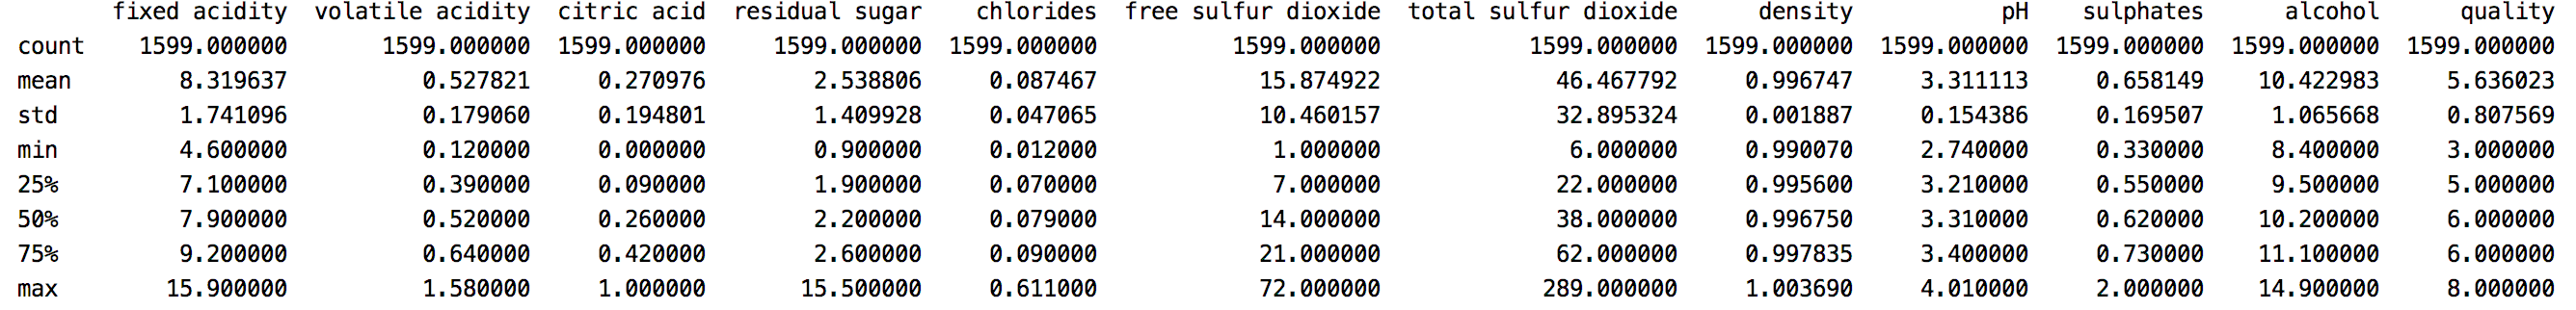 fixed acidity volatile acidity citric acid residual sugar chlorides free sulfur dioxide total sulfur dioxide density pH sulphates alcohol quality
count 1599.000000 1599.000000 1599.000000 1599.000000 1599.000000 1599.000000 1599.000000 1599.000000 1599.000000 1599.000000 1599.000000 1599.000000
mean 8.319637 0.527821 0.270976 2.538806 0.087467 15.874922 46.467792 0.996747 3.311113 0.658149 10.422983 5.636023
std 1.741096 0.179060 0.194801 1.409928 0.047065 10.460157 32.895324 0.001887 0.154386 0.169507 1.065668 0.807569
min 4.600000 0.120000 0.000000 0.900000 0.012000 1.000000 6.000000 0.990070 2.740000 0.330000 8.400000 3.000000
25% 7.100000 0.390000 0.090000 1.900000 0.070000 7.000000 22.000000 0.995600 3.210000 0.550000 9.500000 5.000000
50% 7.900000 0.520000 0.260000 2.200000 0.079000 14.000000 38.000000 0.996750 3.310000 0.620000 10.200000 6.000000
75% 9.200000 0.640000 0.420000 2.600000 0.090000 21.000000 62.000000 0.997835 3.400000 0.730000 11.100000 6.000000
max 15.900000 1.580000 1.000000 15.500000 0.611000 72.000000 289.000000 1.003690 4.010000 2.000000 14.900000 8.000000